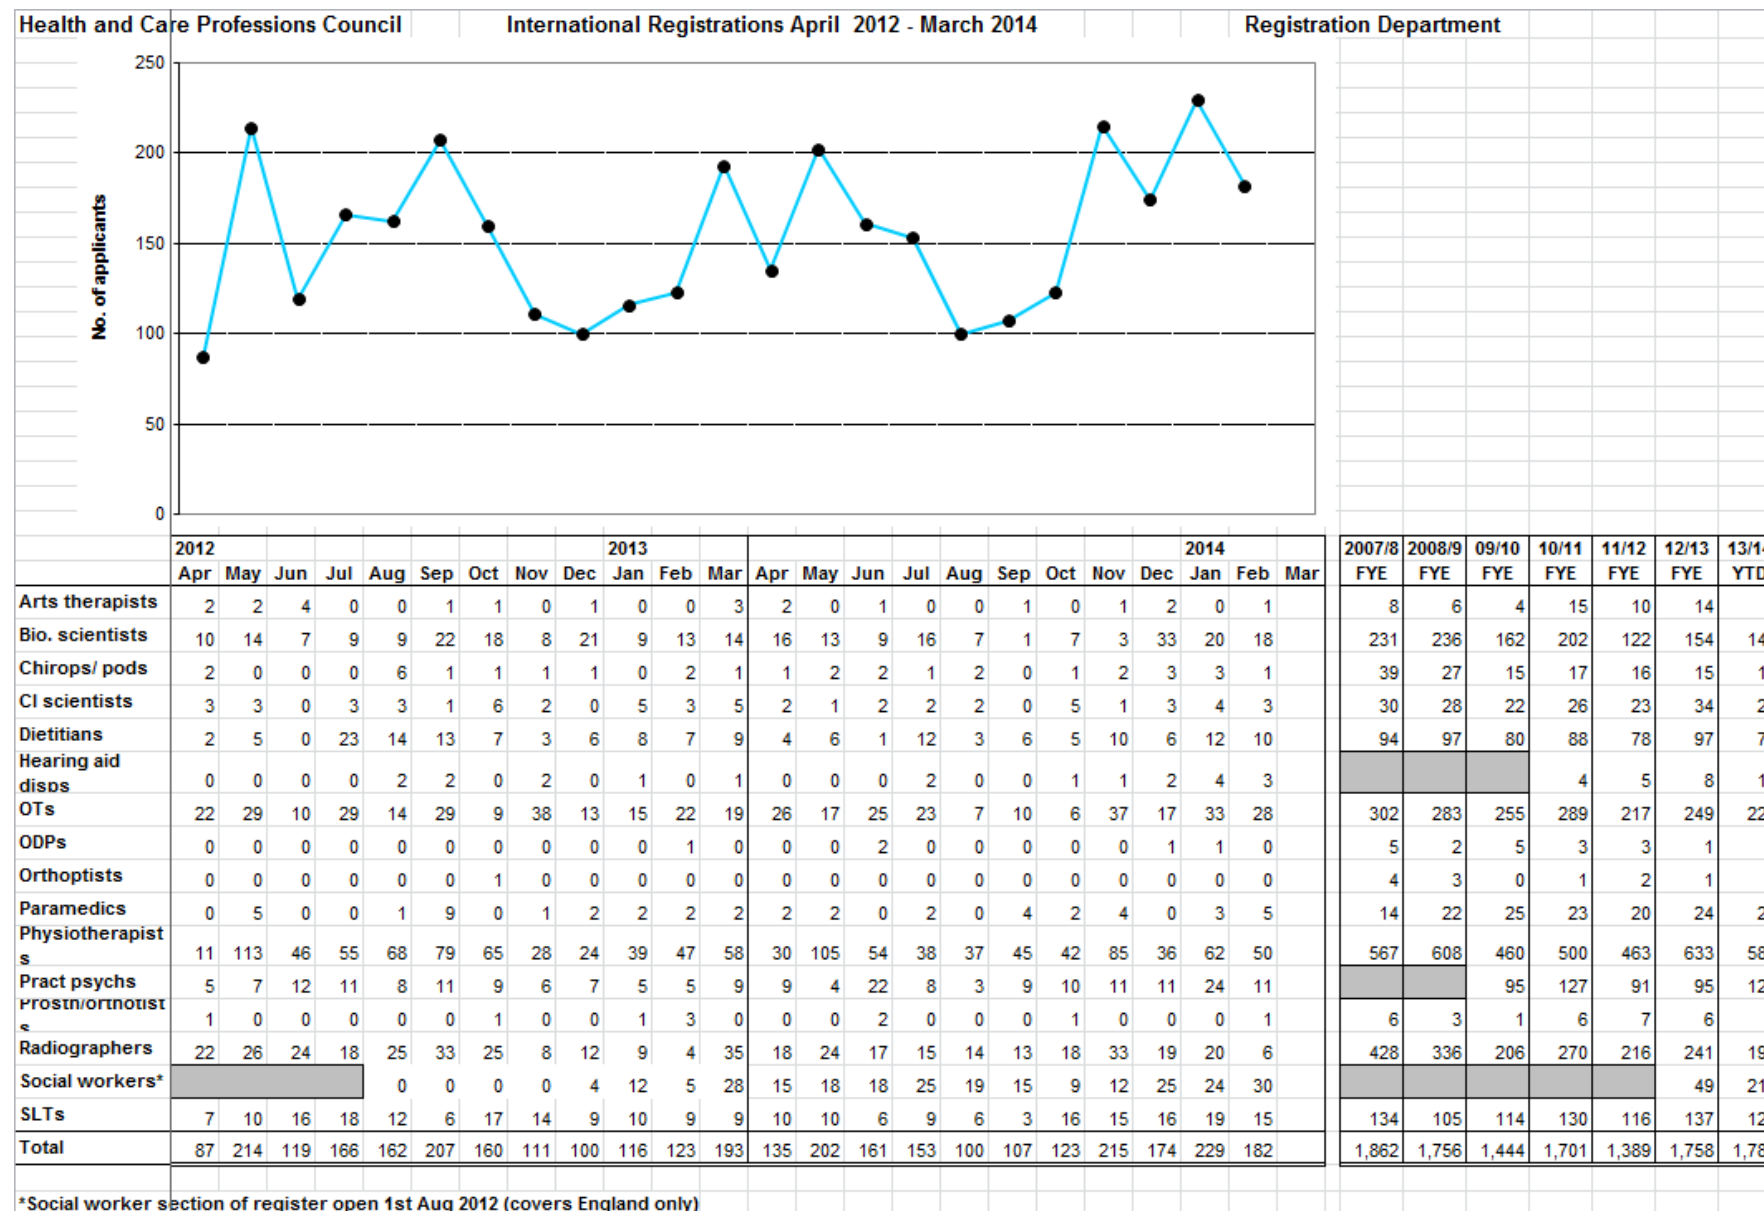 Health and Care Professions Council International Registrations April 2012 - March 2014 Registration Department
250
200
150
100
50
0
No. of applicants
2012 2013 2014 2007/8 2008/9 09/10 10/11 11/12 12/13
Apr May Jun Jul Aug Sep Oct Nov Dec Jan Feb Mar Apr May Jun Jul Aug Sep Oct Nov Dec Jan Feb Mar FYE FYE FYE FYE FYE FYE YTD
Arts therapists 2 2 4 0 0 1 1 0 1 0 0 3 2 0 1 0 0 1 0 1 2 0 1 8 6 4 15 10 14
Bio. scientists 10 14 7 9 9 22 18 8 21 9 13 14 16 13 9 16 7 1 7 3 33 20 18 231 236 162 202 122 154
Chirops/ pods 2 0 0 0 6 1 1 1 1 0 2 1 1 2 2 1 2 0 1 2 3 3 1 39 27 15 17 16 15
Cl scientists 3 3 0 3 3 1 6 2 0 5 3 5 2 1 2 2 2 0 5 1 3 4 3 30 28 22 26 23 34
Dietitians 2 5 0 23 14 13 7 3 6 8 7 9 4 6 1 12 3 6 5 10 6 12 10 94 97 80 88 78 97
Hearing aid
disps 0 0 0 0 2 2 0 2 0 1 0 1 0 0 0 2 0 0 1 1 2 4 3 4 5 8
OTs 22 29 10 29 14 29 9 38 13 15 22 19 26 17 25 23 7 10 6 37 17 33 28 302 283 255 289 217 249
ODPs 0 0 0 0 0 0 0 0 0 0 1 0 0 0 2 0 0 0 0 0 1 1 0 5 2 5 3 3 1
Orthoptists 0 0 0 0 0 0 1 0 0 0 0 0 0 0 0 0 0 0 0 0 0 0 0 4 3 0 1 2 1
Paramedics 0 5 0 0 1 9 0 1 2 2 2 2 2 2 0 2 0 4 2 4 0 3 5 14 22 25 23 20 24
Physiotherapist
s 11 113 46 55 68 79 65 28 24 39 47 58 30 105 54 38 37 45 42 85 36 62 50 567 608 460 500 463 633
Pract psychs 5 7 12 11 8 11 9 6 7 5 5 9 9 4 22 8 3 9 10 11 11 24 11 95 127 91 95
Prosth/orthotist
s 1 0 0 0 0 0 1 0 0 1 3 0 0 0 2 0 0 0 1 0 0 0 1 6 3 1 6 7 6
Radiographers 22 26 24 18 25 33 25 8 12 9 4 35 18 24 17 15 14 13 18 33 19 20 6 428 336 206 270 216 241
Social workers* 0 0 0 0 4 12 5 28 15 18 18 25 19 15 9 12 25 24 30 49
SLTs 7 10 16 18 12 6 17 14 9 10 9 9 10 10 6 9 6 3 16 15 16 19 15 134 105 114 130 116 137
Total 87 214 119 166 162 207 160 111 100 116 123 193 135 202 161 153 100 107 123 215 174 229 182 1,862 1,756 1,444 1,701 1,389 1,758
*Social worker section of register open 1st Aug 2012 (covers England only)